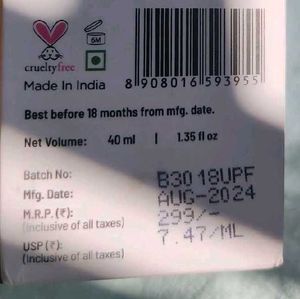 crueltyfree
6M
Made In India
8 908016 593955
Best before 18 months from mfg. date.
Net Volume: 40 ml | 1.35 fl oz
Batch No: B3018UPF
Mfg. Date: AUG-2024
M.R.P. (₹): 299/-
(Inclusive of all taxes)
USP (₹): 7.47/ML
(Inclusive of all taxes)